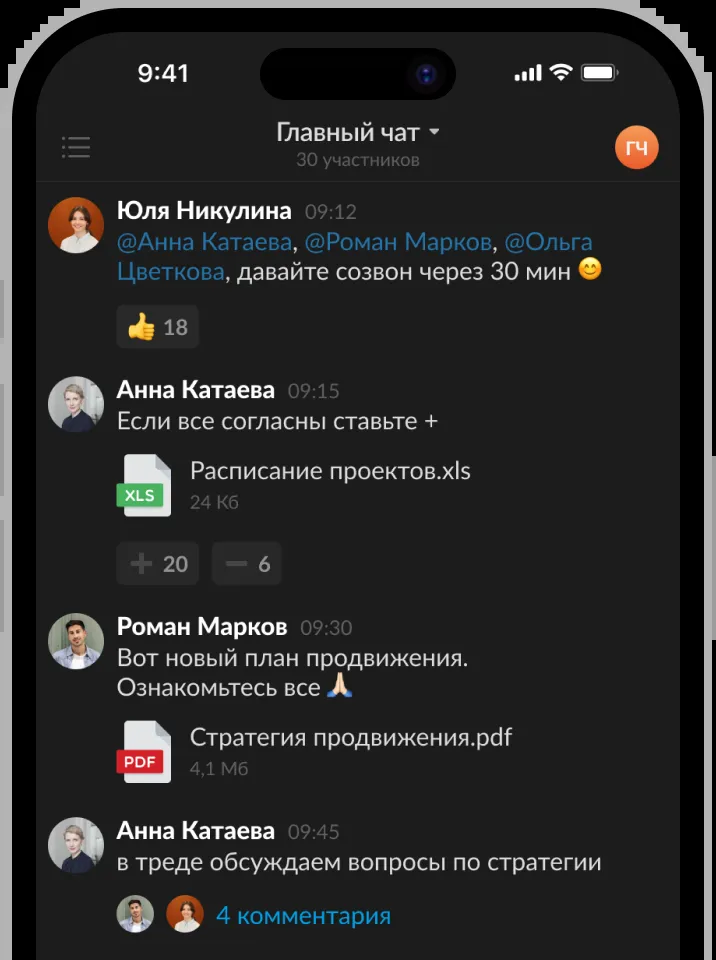 9:41
Главный чат
30 участников
ГЧ
Юля Никулина 09:12
@Анна Катаева, @Роман Марков, @Ольга
Цветкова, давайте созвон через 30 мин 😊
👍 18
Анна Катаева 09:15
Если все согласны ставьте +
Расписание проектов.xls
XLS
24 Кб
+ 20 − 6
Роман Марков 09:30
Вот новый план продвижения.
Ознакомьтесь все 🙏🏻
Стратегия продвижения.pdf
PDF
4,1 Мб
Анна Катаева 09:45
в треде обсуждаем вопросы по стратегии
4 комментария